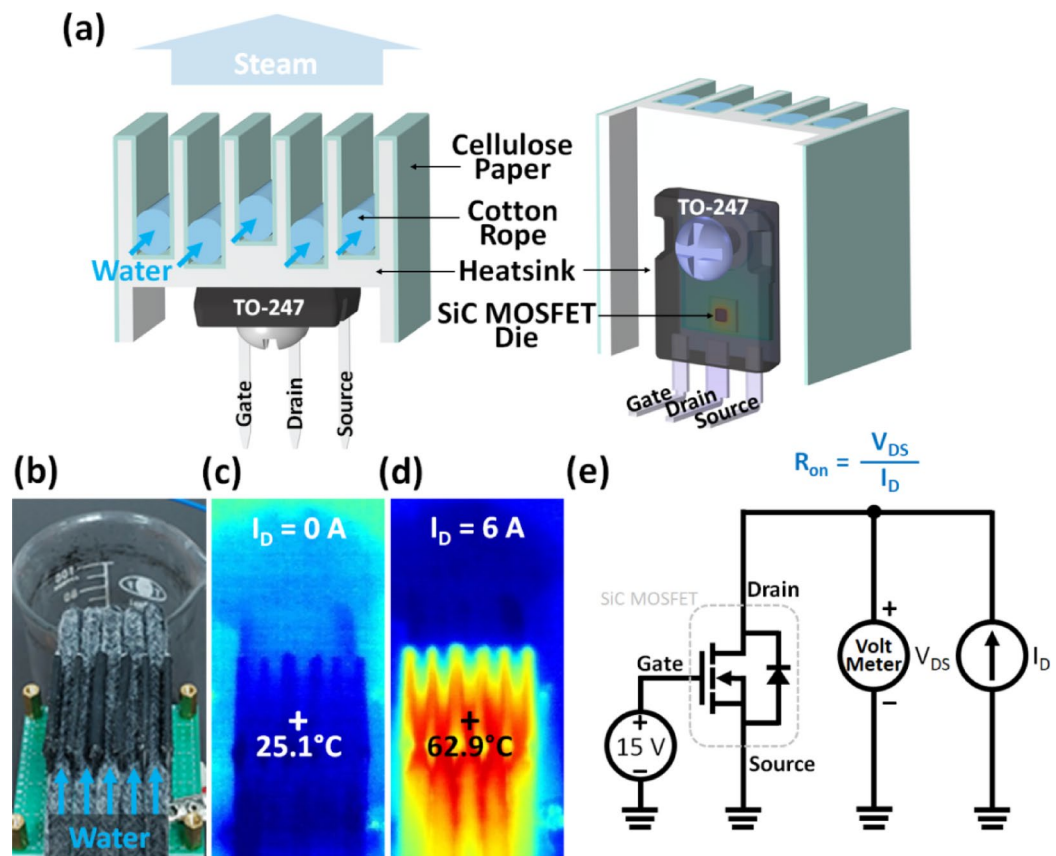 (a)
Steam
Cellulose
Paper
Cotton
Rope
Water
Heatsink
TO-247
SiC MOSFET
Die
Gate
Drain
Source
TO-247
Gate
Drain
Source
(b)
Water
(c)
I_D = 0 A
25.1°C
(d)
I_D = 6 A
62.9°C
(e)
R_on = V_DS
I_D
Drain
SiC MOSFET
Gate
+
15 V
−
Source
+
Volt
Meter
V_DS
−
I_D